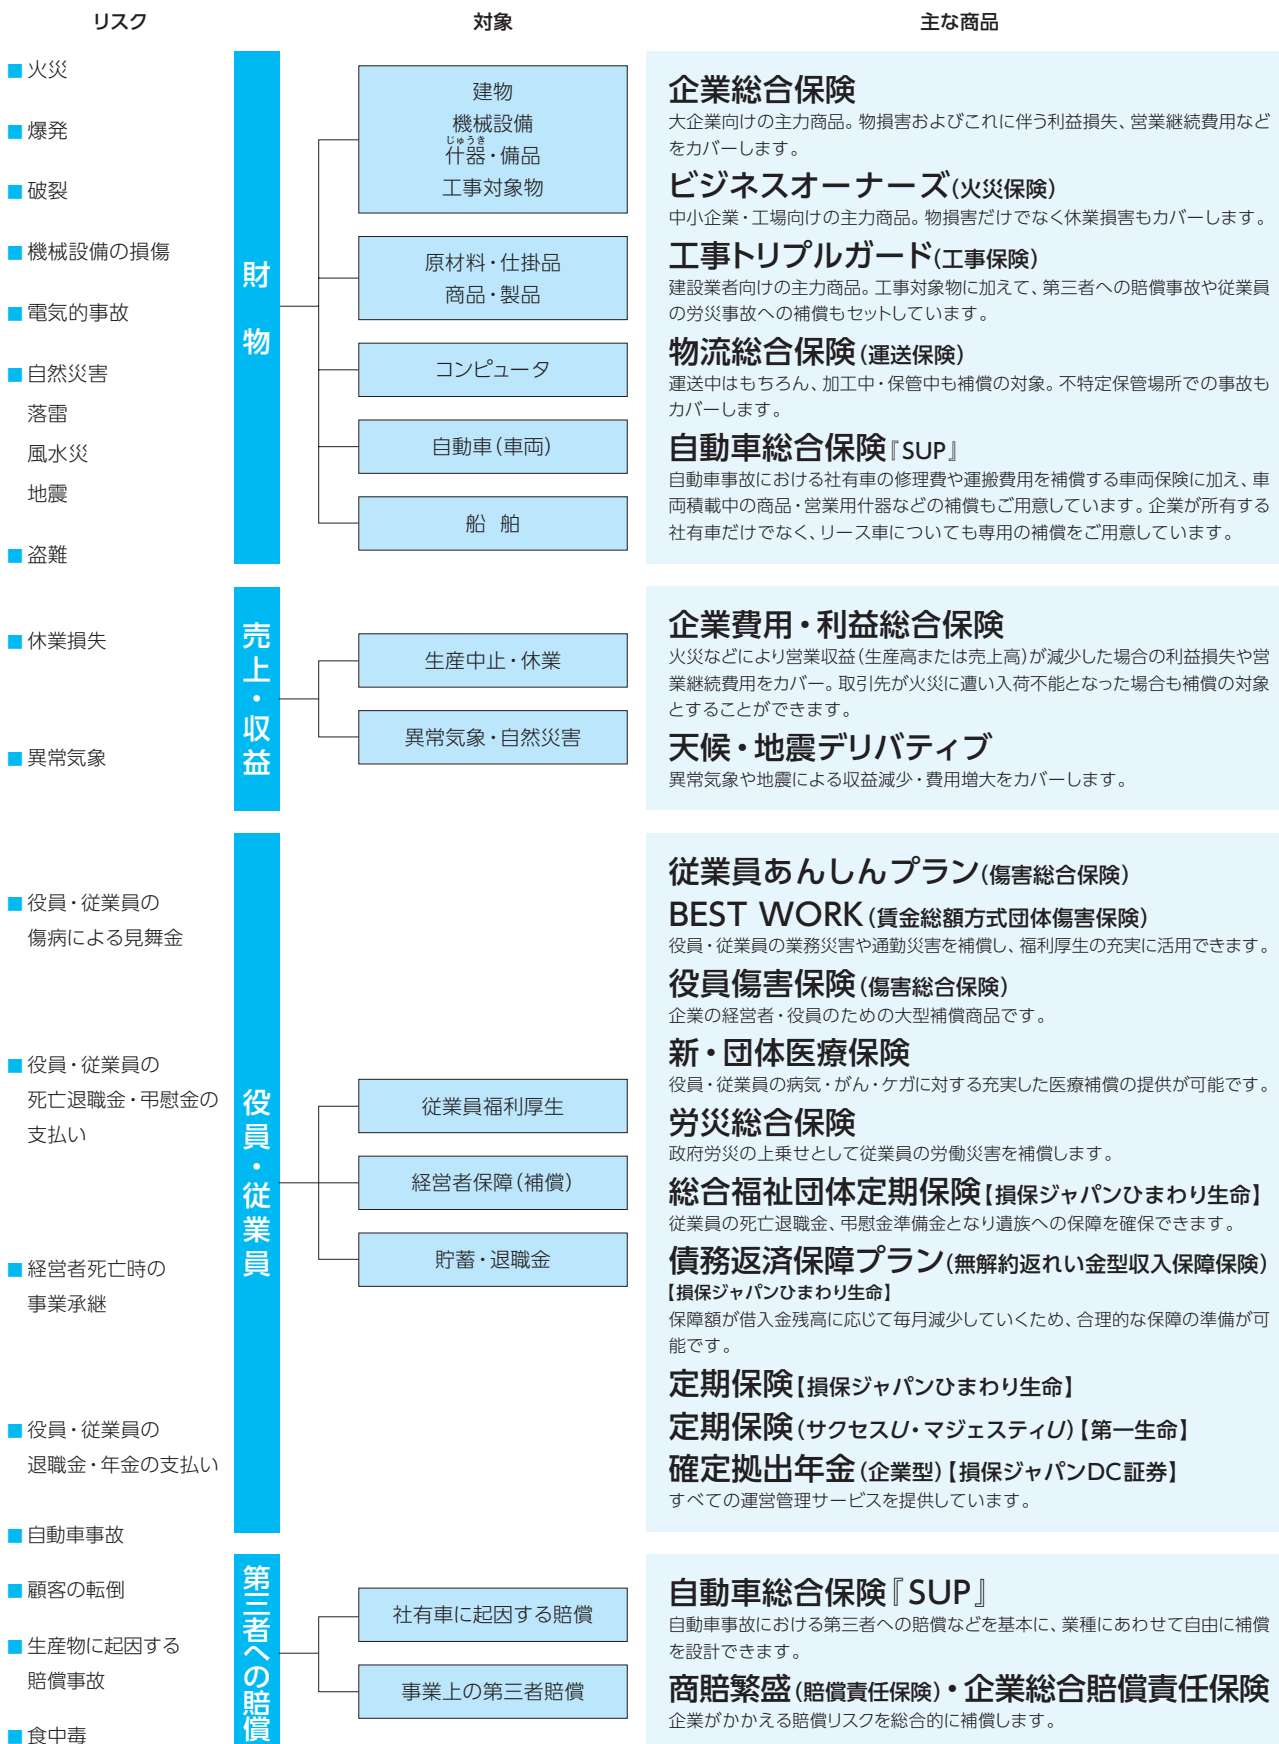 リスク
対象
主な商品
■火災
■爆発
■破裂
■機械設備の損傷
■電気的事故
■自然災害
落雷
風水災
地震
■盗難
財物
建物
機械設備
じゅうき
什器・備品
工事対象物
原材料・仕掛品
商品・製品
コンピュータ
自動車(車両)
船舶
企業総合保険
大企業向けの主力商品。物損害およびこれに伴う利益損失、営業継続費用など
をカバーします。
ビジネスオーナーズ(火災保険)
中小企業・工場向けの主力商品。物損害だけでなく休業損害もカバーします。
工事トリプルガード(工事保険)
建設業者向けの主力商品。工事対象物に加えて、第三者への賠償事故や従業員
の労災事故への補償もセットしています。
物流総合保険(運送保険)
運送中はもちろん、加工中・保管中も補償の対象。不特定保管場所での事故も
カバーします。
自動車総合保険『SUP』
自動車事故における社有車の修理費や運搬費用を補償する車両保険に加え、車
両積載中の商品・営業用什器などの補償もご用意しています。企業が所有する
社有車だけでなく、リース車についても専用の補償をご用意しています。
■休業損失
■異常気象
売上・収益
生産中止・休業
異常気象・自然災害
企業費用・利益総合保険
火災などにより営業収益(生産高または売上高)が減少した場合の利益損失や営
業継続費用をカバー。取引先が火災に遭い入荷不能となった場合も補償の対象
とすることができます。
天候・地震デリバティブ
異常気象や地震による収益減少・費用増大をカバーします。
■役員・従業員の
傷病による見舞金
■役員・従業員の
死亡退職金・弔慰金の
支払い
■経営者死亡時の
事業承継
■役員・従業員の
退職金・年金の支払い
役員・従業員
従業員福利厚生
経営者保障(補償)
貯蓄・退職金
従業員あんしんプラン(傷害総合保険)
BEST WORK(賃金総額方式団体傷害保険)
役員・従業員の業務災害や通勤災害を補償し、福利厚生の充実に活用できます。
役員傷害保険(傷害総合保険)
企業の経営者・役員のための大型補償商品です。
新・団体医療保険
役員・従業員の病気・がん・ケガに対する充実した医療補償の提供が可能です。
労災総合保険
政府労災の上乗せとして従業員の労働災害を補償します。
総合福祉団体定期保険【損保ジャパンひまわり生命】
従業員の死亡退職金、弔慰金準備金となり遺族への保障を確保できます。
債務返済保障プラン(無解約返れい金型収入保障保険)
【損保ジャパンひまわり生命】
保障額が借入金残高に応じて毎月減少していくため、合理的な保障の準備が可
能です。
定期保険【損保ジャパンひまわり生命】
定期保険(サクセスU・マジェスティU)【第一生命】
確定拠出年金(企業型)【損保ジャパンDC証券】
すべての運営管理サービスを提供しています。
■自動車事故
■顧客の転倒
■生産物に起因する
賠償事故
■食中毒
第三者への賠償
社有車に起因する賠償
事業上の第三者賠償
自動車総合保険『SUP』
自動車事故における第三者への賠償などを基本に、業種にあわせて自由に補償
を設計できます。
商賠繁盛(賠償責任保険)・企業総合賠償責任保険
企業がかかえる賠償リスクを総合的に補償します。